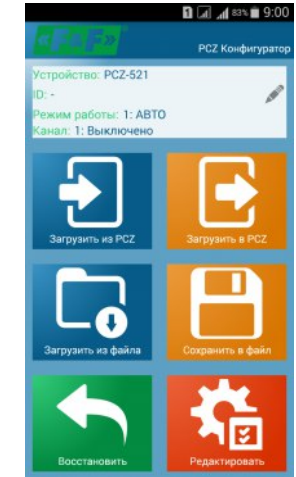 1 83% 9:00
«F&F» PCZ Конфигуратор
Устройство: PCZ-521
ID: -
Режим работы: 1: АВТО
Канал: 1: Выключено
Загрузить из PCZ Загрузить в PCZ
Загрузить из файла Сохранить в файл
Восстановить Редактировать